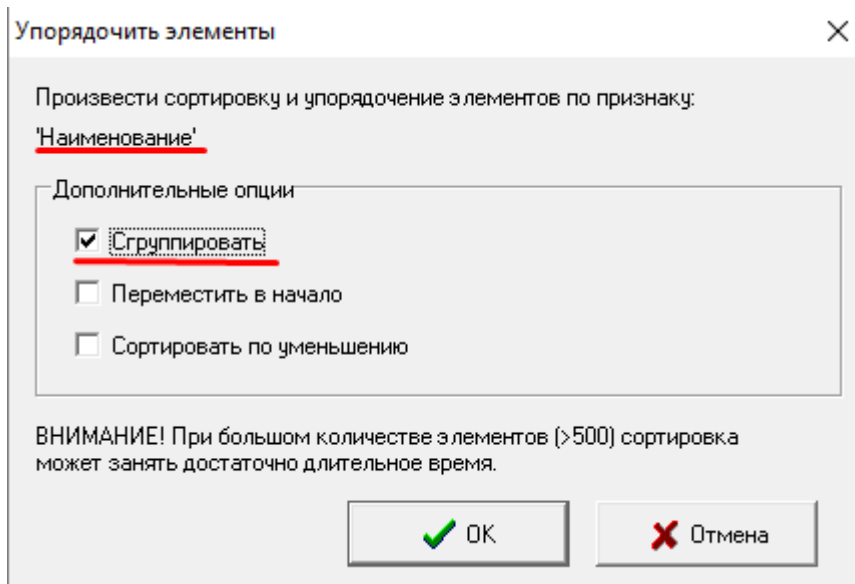 Упорядочить элементы
Произвести сортировку и упорядочение элементов по признаку:
'Наименование'
Дополнительные опции
Сгруппировать
Переместить в начало
Сортировать по уменьшению
ВНИМАНИЕ! При большом количестве элементов (>500) сортировка
может занять достаточно длительное время.
OK
Отмена